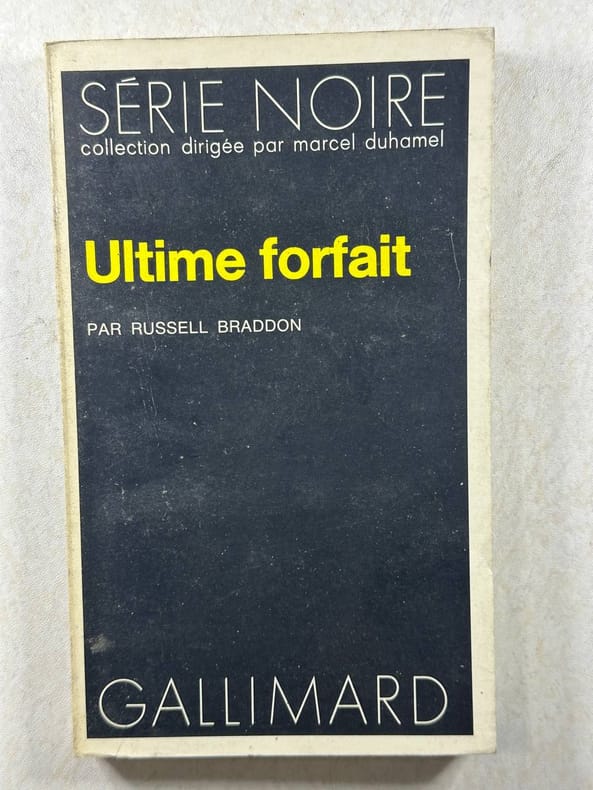 SÉRIE NOIRE
collection dirigée par marcel duhamel
Ultime forfait
PAR RUSSELL BRADDON
GALLIMARD